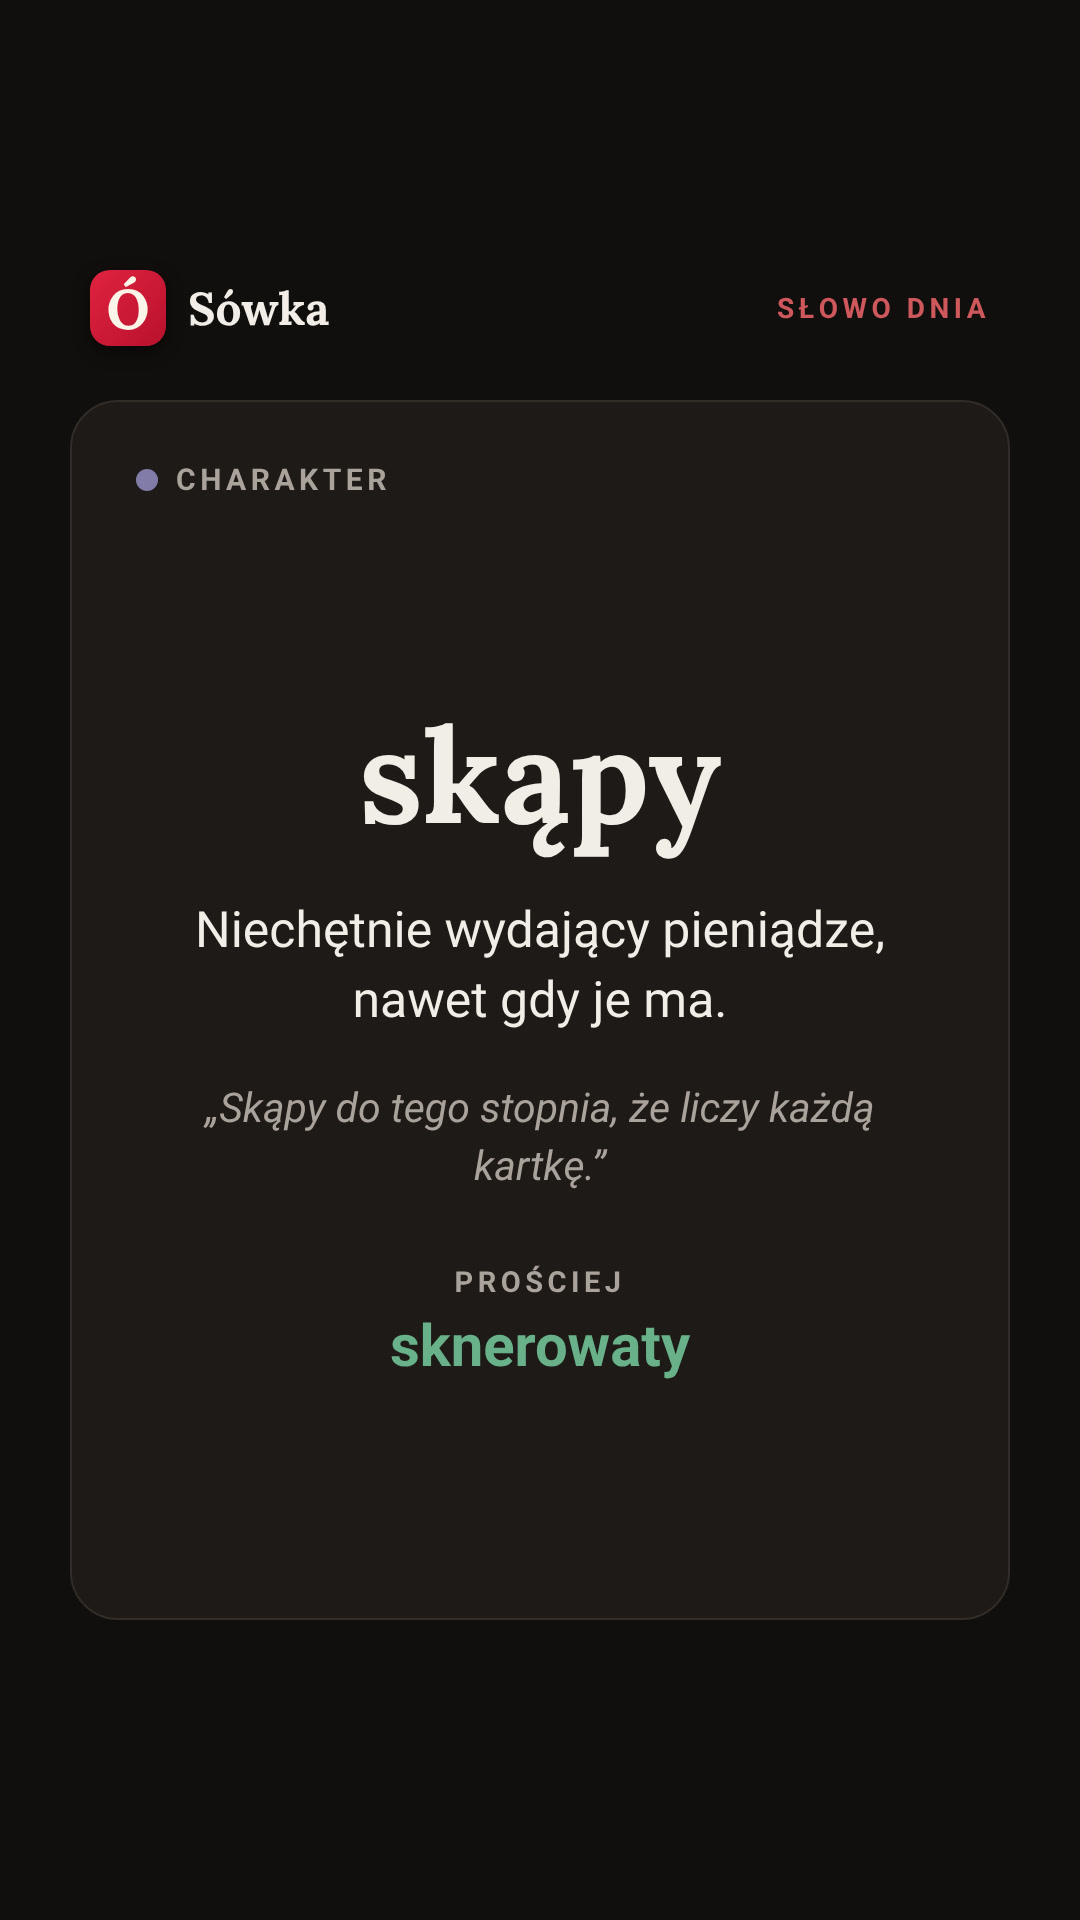 Ó Sówka
SŁOWO DNIA
CHARAKTER
skąpy
Niechętnie wydający pieniądze,
nawet gdy je ma.
„Skąpy do tego stopnia, że liczy każdą
kartkę.”
PROŚCIEJ
sknerowaty